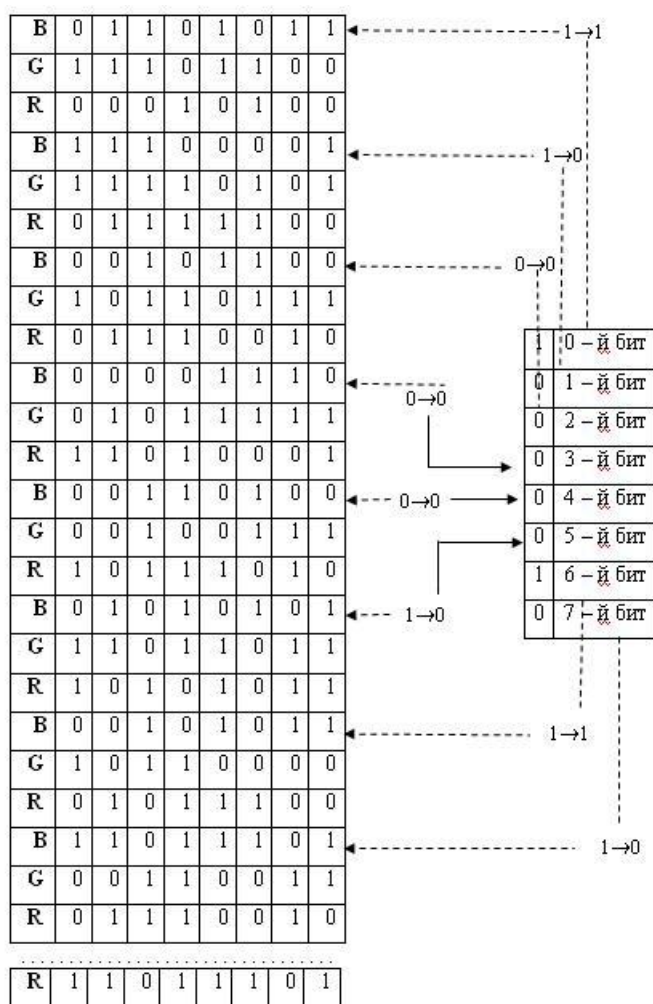 B 0 1 1 0 1 0 1 1 1→1
G 1 1 1 0 1 1 0 0
R 0 0 0 1 0 1 0 0
B 1 1 1 0 0 0 0 1 1→0
G 1 1 1 1 0 1 0 1
R 0 1 1 1 1 1 0 0
B 0 0 1 0 1 1 0 0 0→0
G 1 0 1 1 0 1 1 1
R 0 1 1 1 0 0 1 0 1 0 – й бит
B 0 0 0 0 1 1 1 0 0→0 0 1 – й бит
G 0 1 0 1 1 1 1 1 0 2 – й бит
R 1 1 0 1 0 0 0 1 0 3 – й бит
B 0 0 1 1 0 1 0 0 0→0 0 4 – й бит
G 0 0 1 0 0 1 1 1 0 5 – й бит
R 1 0 1 1 1 0 1 0 1 6 – й бит
B 0 1 0 1 0 1 0 1 1→0 0 7 – й бит
G 1 1 0 1 1 0 1 1
R 1 0 1 0 1 0 1 1
B 0 0 1 0 1 0 1 1 1→1
G 1 0 1 1 0 0 0 0
R 0 1 0 1 1 1 0 0
B 1 1 0 1 1 1 0 1 1→0
G 0 0 1 1 0 0 1 1
R 0 1 1 1 0 0 1 0
R 1 1 0 1 1 1 0 1